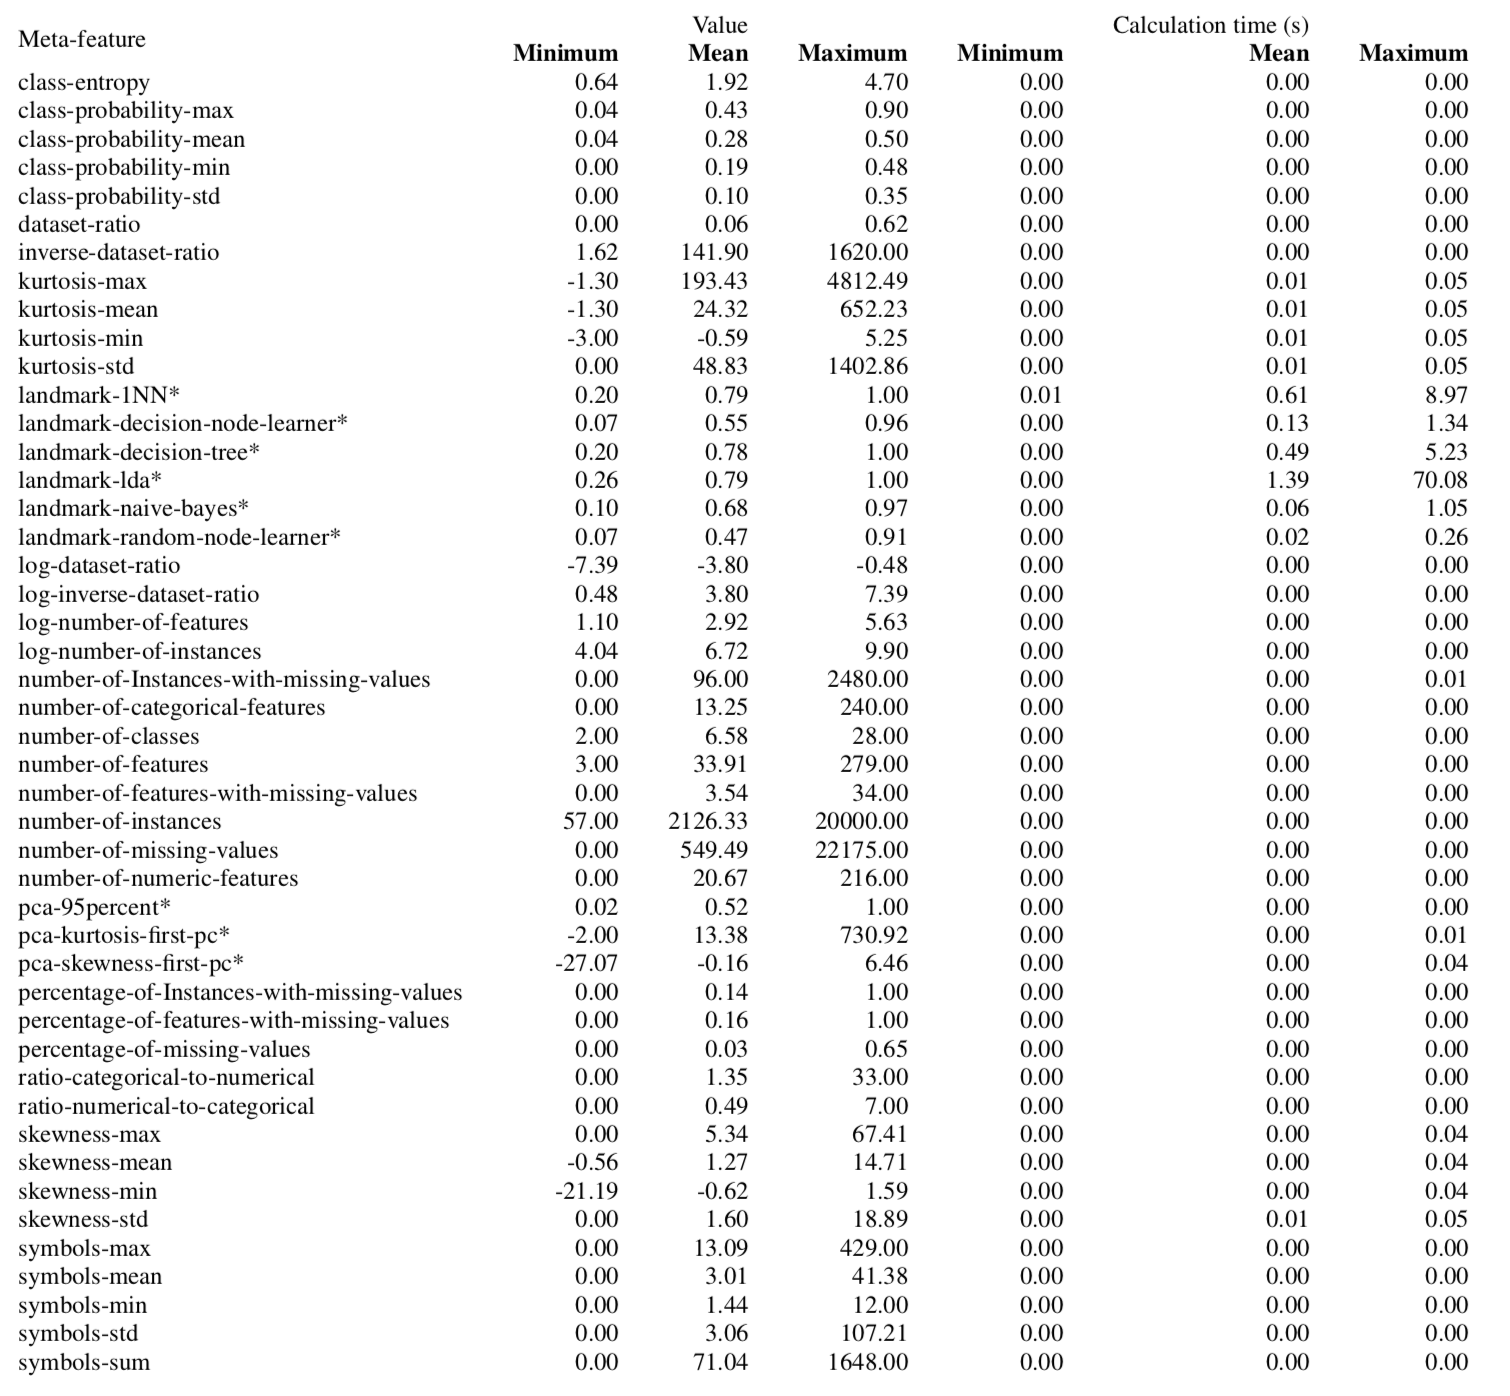 Meta-feature Value Calculation time (s)
Minimum Mean Maximum Minimum Mean Maximum
class-entropy 0.64 1.92 4.70 0.00 0.00 0.00
class-probability-max 0.04 0.43 0.90 0.00 0.00 0.00
class-probability-mean 0.04 0.28 0.50 0.00 0.00 0.00
class-probability-min 0.00 0.19 0.48 0.00 0.00 0.00
class-probability-std 0.00 0.10 0.35 0.00 0.00 0.00
dataset-ratio 0.00 0.06 0.62 0.00 0.00 0.00
inverse-dataset-ratio 1.62 141.90 1620.00 0.00 0.00 0.00
kurtosis-max -1.30 193.43 4812.49 0.00 0.01 0.05
kurtosis-mean -1.30 24.32 652.23 0.00 0.01 0.05
kurtosis-min -3.00 -0.59 5.25 0.00 0.01 0.05
kurtosis-std 0.00 48.83 1402.86 0.00 0.01 0.05
landmark-1NN* 0.20 0.79 1.00 0.01 0.61 8.97
landmark-decision-node-learner* 0.07 0.55 0.96 0.00 0.13 1.34
landmark-decision-tree* 0.20 0.78 1.00 0.00 0.49 5.23
landmark-lda* 0.26 0.79 1.00 0.00 1.39 70.08
landmark-naive-bayes* 0.10 0.68 0.97 0.00 0.06 1.05
landmark-random-node-learner* 0.07 0.47 0.91 0.00 0.02 0.26
log-dataset-ratio -7.39 -3.80 -0.48 0.00 0.00 0.00
log-inverse-dataset-ratio 0.48 3.80 7.39 0.00 0.00 0.00
log-number-of-features 1.10 2.92 5.63 0.00 0.00 0.00
log-number-of-instances 4.04 6.72 9.90 0.00 0.00 0.00
number-of-Instances-with-missing-values 0.00 96.00 2480.00 0.00 0.00 0.01
number-of-categorical-features 0.00 13.25 240.00 0.00 0.00 0.00
number-of-classes 2.00 6.58 28.00 0.00 0.00 0.00
number-of-features 3.00 33.91 279.00 0.00 0.00 0.00
number-of-features-with-missing-values 0.00 3.54 34.00 0.00 0.00 0.00
number-of-instances 57.00 2126.33 20000.00 0.00 0.00 0.00
number-of-missing-values 0.00 549.49 22175.00 0.00 0.00 0.00
number-of-numeric-features 0.00 20.67 216.00 0.00 0.00 0.00
pca-95percent* 0.02 0.52 1.00 0.00 0.00 0.00
pca-kurtosis-first-pc* -2.00 13.38 730.92 0.00 0.00 0.01
pca-skewness-first-pc* -27.07 -0.16 6.46 0.00 0.00 0.04
percentage-of-Instances-with-missing-values 0.00 0.14 1.00 0.00 0.00 0.00
percentage-of-features-with-missing-values 0.00 0.16 1.00 0.00 0.00 0.00
percentage-of-missing-values 0.00 0.03 0.65 0.00 0.00 0.00
ratio-categorical-to-numerical 0.00 1.35 33.00 0.00 0.00 0.00
ratio-numerical-to-categorical 0.00 0.49 7.00 0.00 0.00 0.00
skewness-max 0.00 5.34 67.41 0.00 0.00 0.04
skewness-mean -0.56 1.27 14.71 0.00 0.00 0.04
skewness-min -21.19 -0.62 1.59 0.00 0.00 0.04
skewness-std 0.00 1.60 18.89 0.00 0.01 0.05
symbols-max 0.00 13.09 429.00 0.00 0.00 0.00
symbols-mean 0.00 3.01 41.38 0.00 0.00 0.00
symbols-min 0.00 1.44 12.00 0.00 0.00 0.00
symbols-std 0.00 3.06 107.21 0.00 0.00 0.00
symbols-sum 0.00 71.04 1648.00 0.00 0.00 0.00